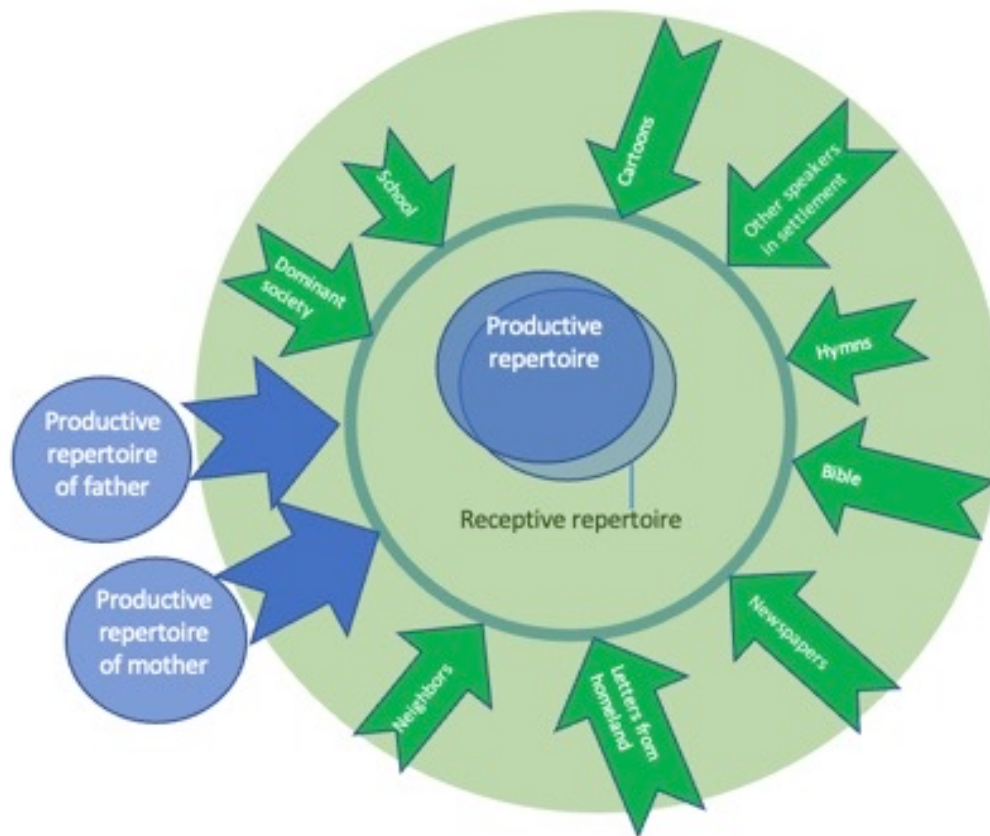 Cartoons
Other speakers
in settlement
School
Dominant
society
Hymns
Productive
repertoire
Productive
repertoire
of father
Bible
Receptive repertoire
Productive
repertoire
of mother
Newspapers
Neighbors
Letters from
homeland